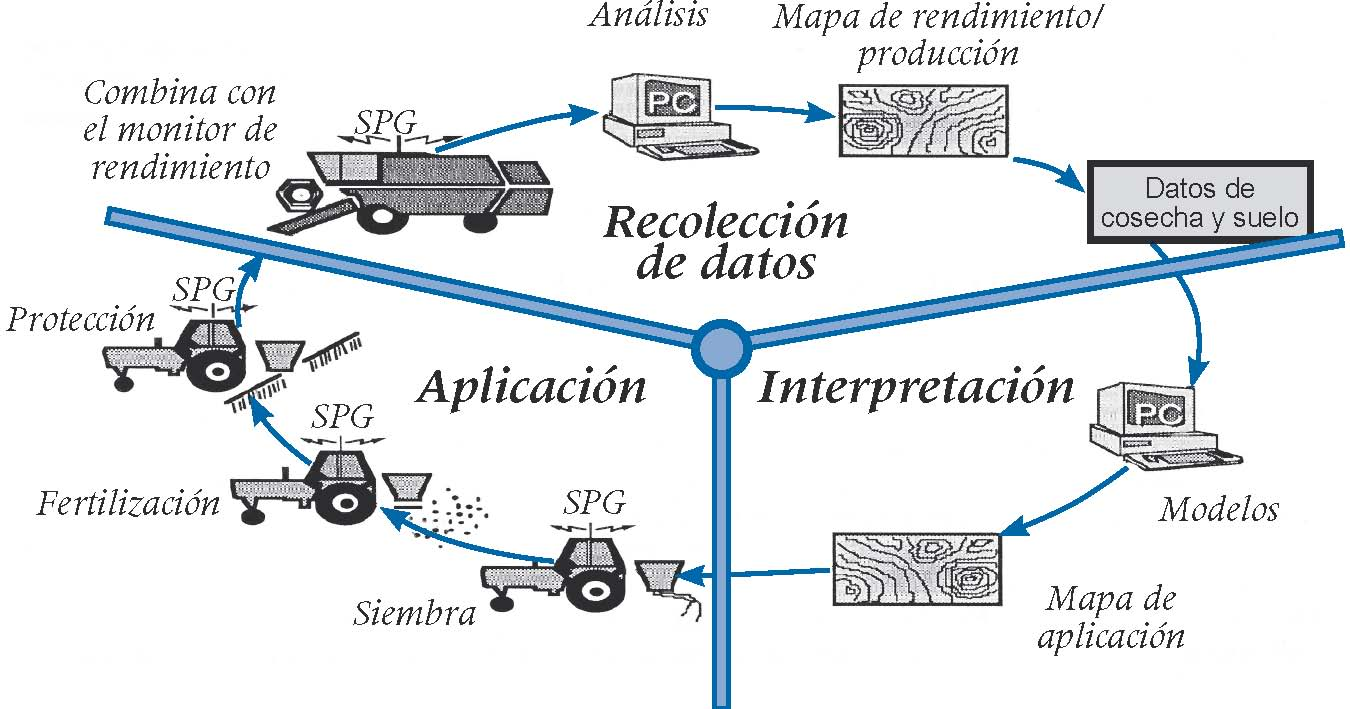 Análisis
Mapa de rendimiento/
producción
Combina con
el monitor de
rendimiento
SPG
PC
Datos de
cosecha y suelo
Recolección
de datos
SPG
Protección
Aplicación
Interpretación
PC
SPG
Fertilización
Modelos
SPG
Siembra
Mapa de
aplicación